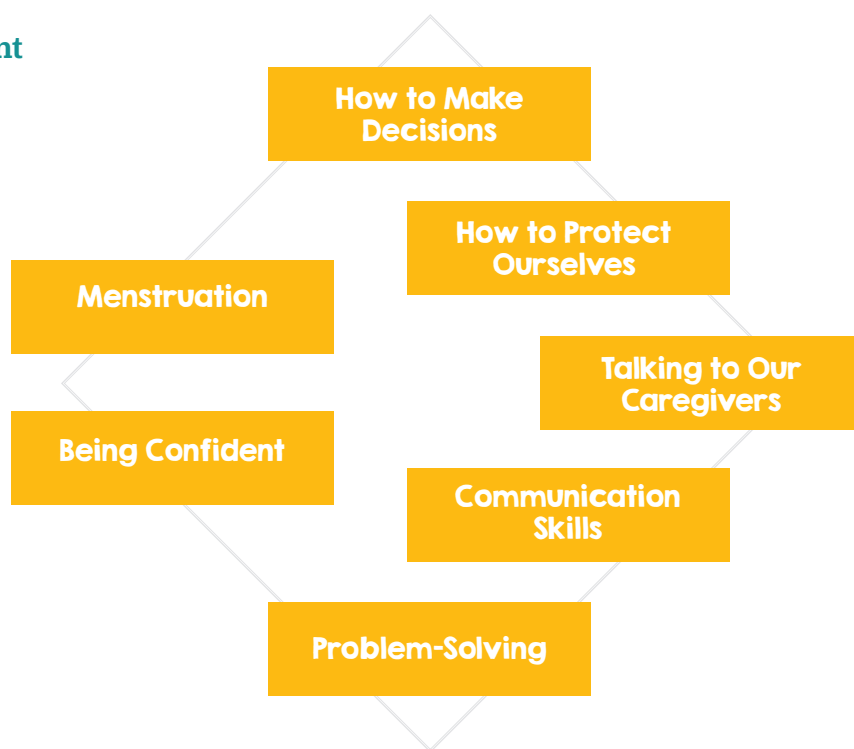 How to Make
Decisions
How to Protect
Ourselves
Menstruation
Talking to Our
Caregivers
Being Confident
Communication
Skills
Problem-Solving